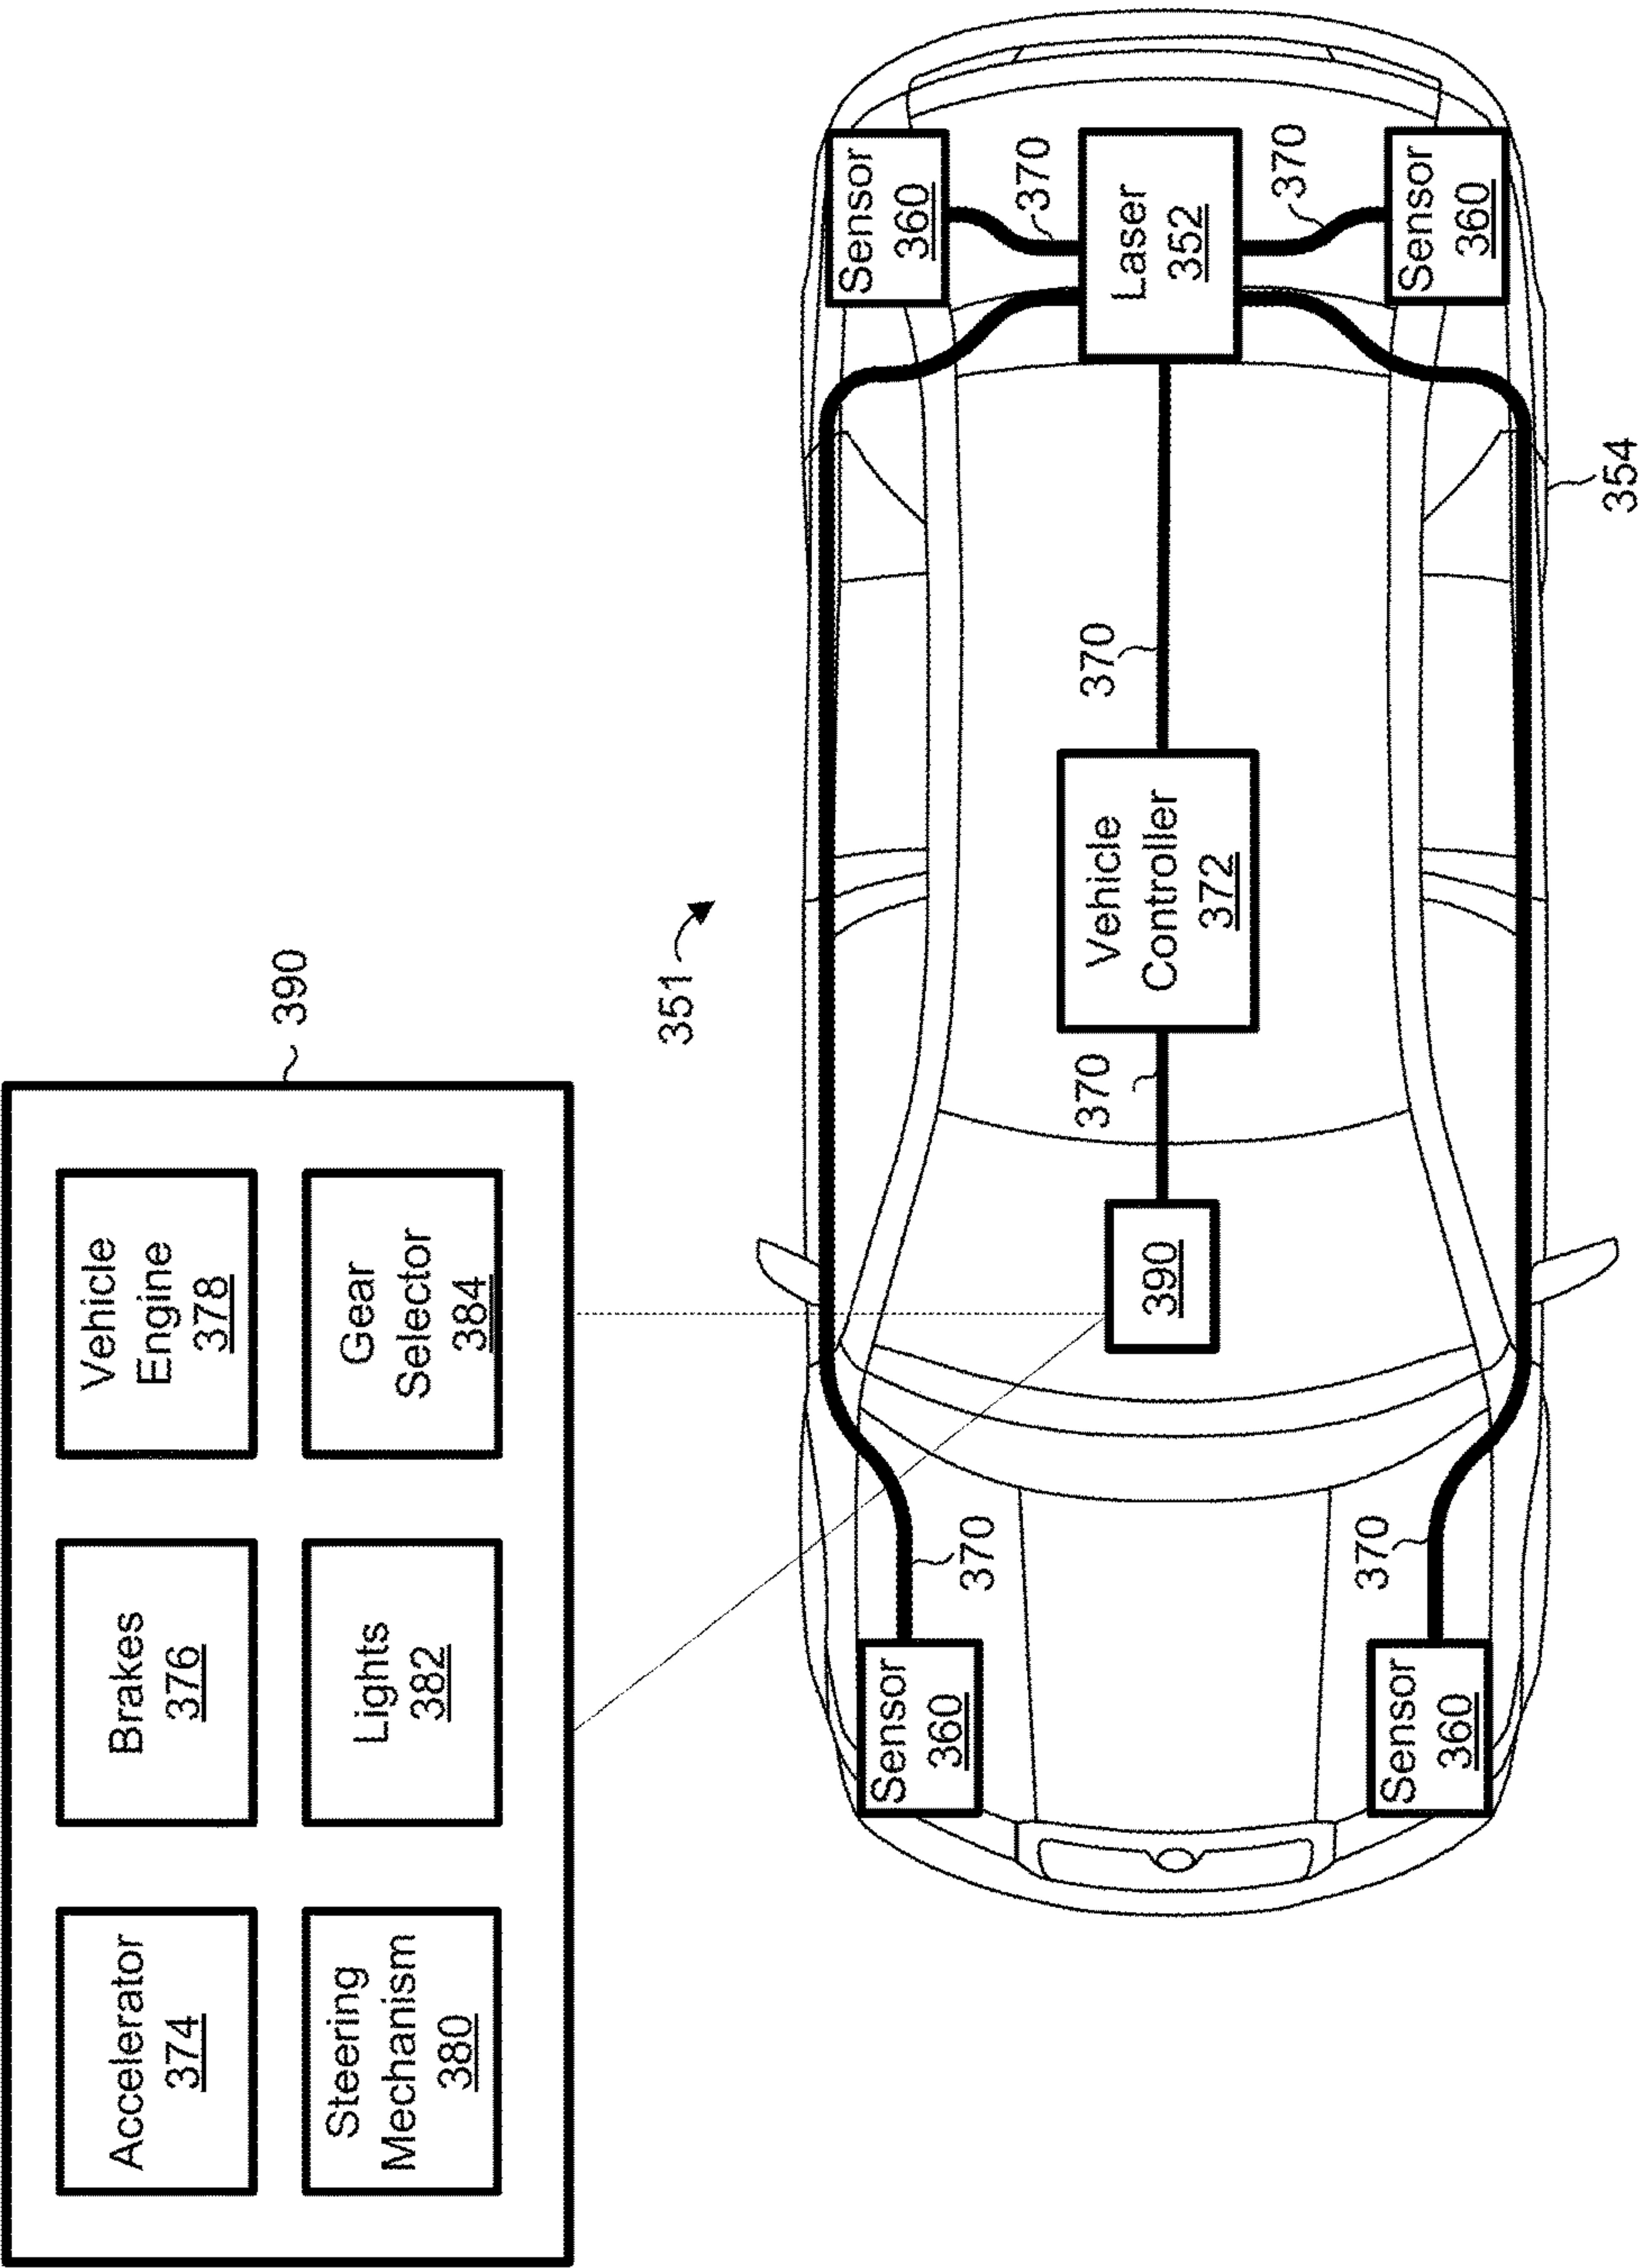 Accelerator
374
Brakes
376
Vehicle
Engine
378
Steering
Mechanism
380
Lights
382
Gear
Selector
384
390
351
Sensor
360
370
Sensor
360
370
390
370
Vehicle
Controller
372
370
Laser
352
370
370
Sensor
360
Sensor
360
354